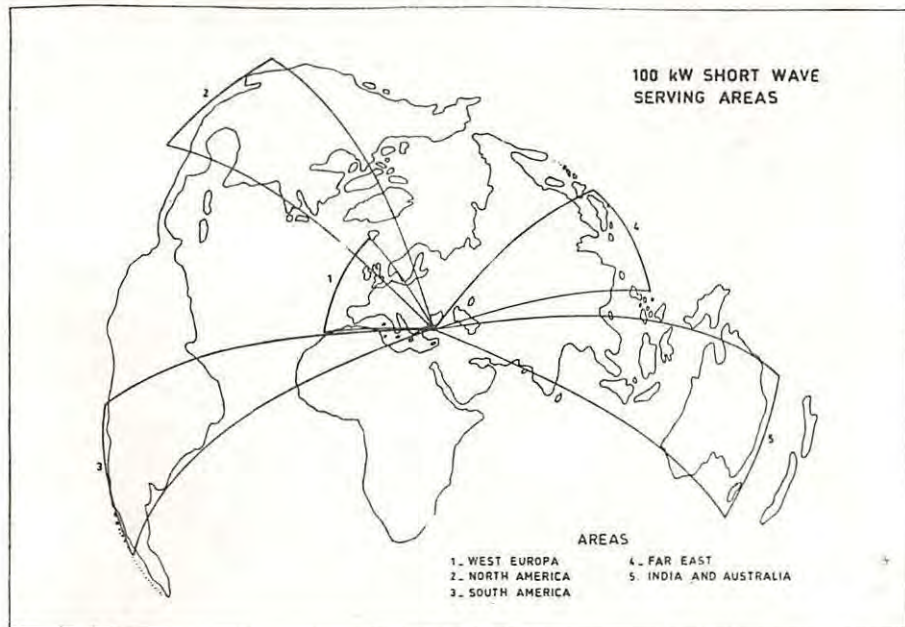 100 kW SHORT WAVE
SERVING AREAS
2
4
1
3
5
AREAS
1_ WEST EUROPA
2_ NORTH AMERICA
3_ SOUTH AMERICA
4_ FAR EAST
5. INDIA AND AUSTRALIA